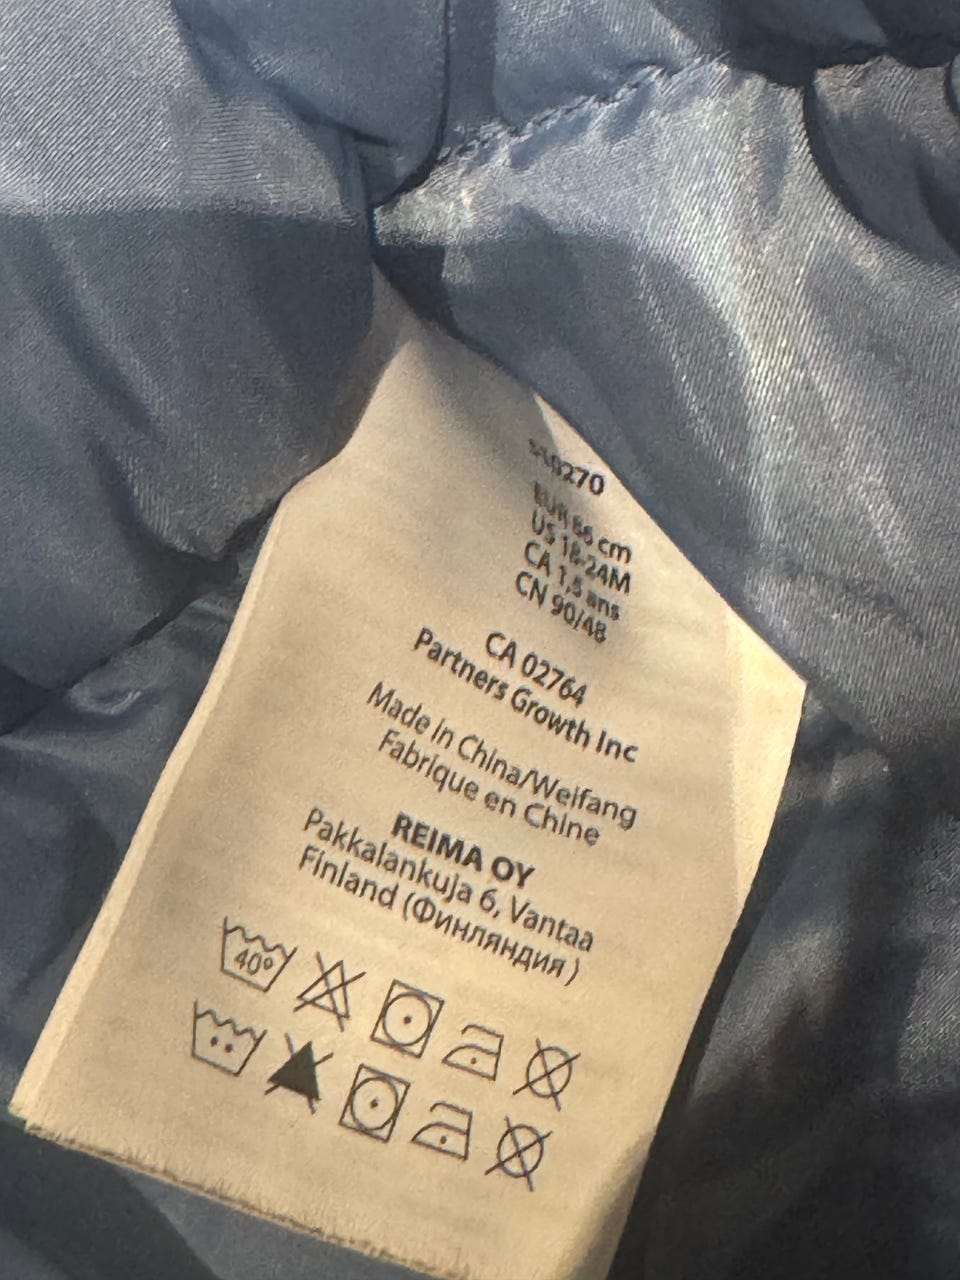 EUR 86 cm
US 18-24M
CA 1,5 ans
CN 90/48
CA 02764
Partners Growth Inc
Made in China/Weifang
Fabrique en Chine
REIMA OY
Pakkalankuja 6, Vantaa
Finland (Финляндия)
40°